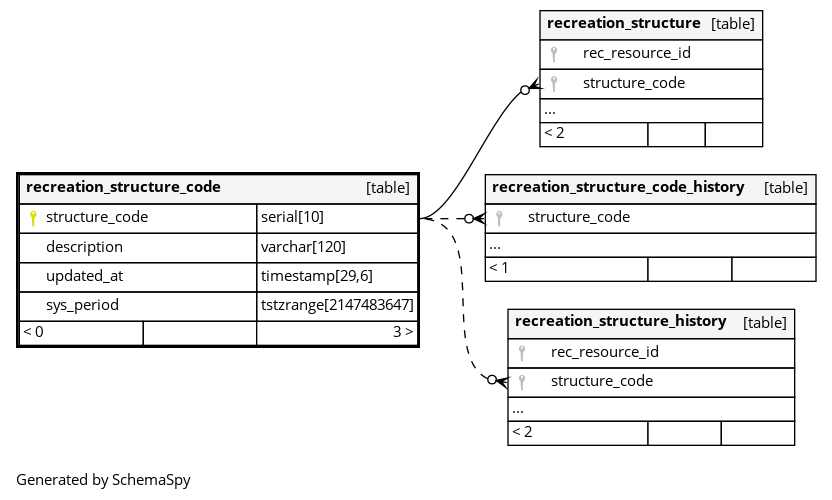 recreation_structure [table]
rec_resource_id
structure_code
...
< 2
recreation_structure_code [table]
structure_code serial[10]
description varchar[120]
updated_at timestamp[29,6]
sys_period tstzrange[2147483647]
< 0 3 >
recreation_structure_code_history [table]
structure_code
...
< 1
recreation_structure_history [table]
rec_resource_id
structure_code
...
< 2
Generated by SchemaSpy